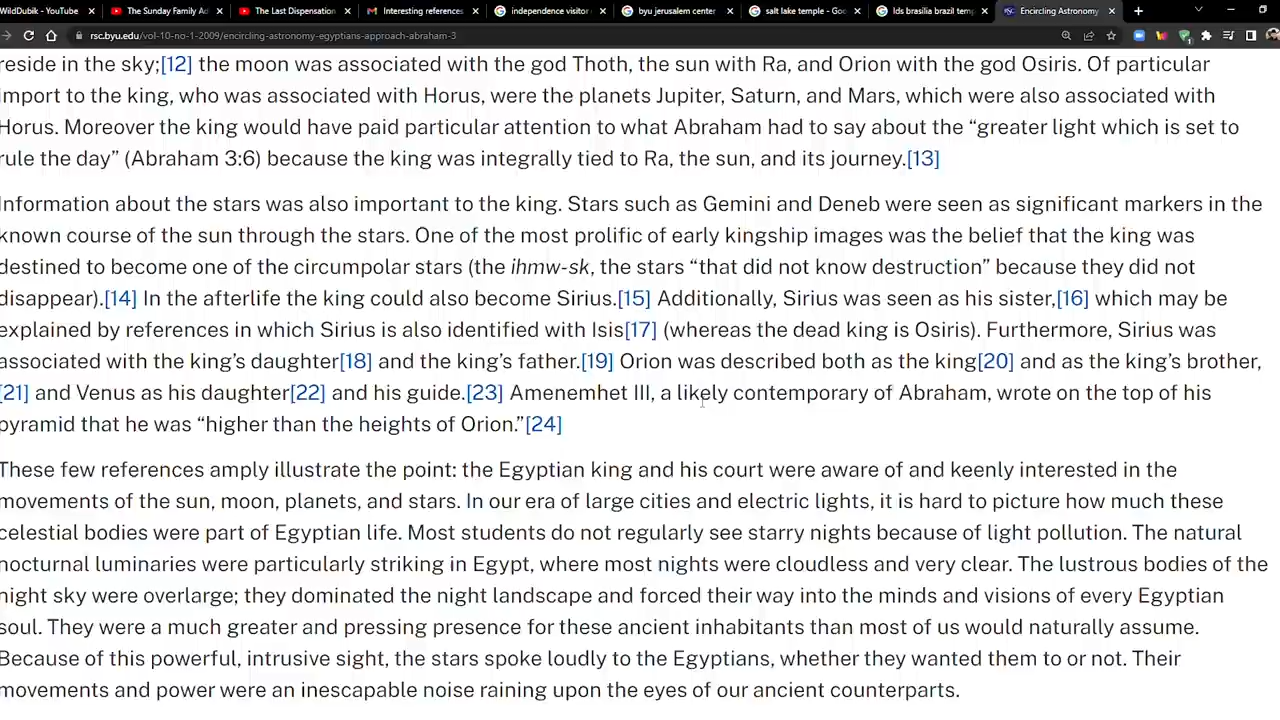 WildDubik - YouTube
The Sunday Family Ad
The Last Dispensation
Interesting references
independence visitor
byu jerusalem center
salt lake temple - Goo
lds brasilia brazil temp
Encircling Astronomy
rsc.byu.edu/vol-10-no-1-2009/encircling-astronomy-egyptians-approach-abraham-3
reside in the sky;[12] the moon was associated with the god Thoth, the sun with Ra, and Orion with the god Osiris. Of particular
import to the king, who was associated with Horus, were the planets Jupiter, Saturn, and Mars, which were also associated with
Horus. Moreover the king would have paid particular attention to what Abraham had to say about the “greater light which is set to
rule the day” (Abraham 3:6) because the king was integrally tied to Ra, the sun, and its journey.[13]
Information about the stars was also important to the king. Stars such as Gemini and Deneb were seen as significant markers in the
known course of the sun through the stars. One of the most prolific of early kingship images was the belief that the king was
destined to become one of the circumpolar stars (the ihmw-sk, the stars “that did not know destruction” because they did not
disappear).[14] In the afterlife the king could also become Sirius.[15] Additionally, Sirius was seen as his sister,[16] which may be
explained by references in which Sirius is also identified with Isis[17] (whereas the dead king is Osiris). Furthermore, Sirius was
associated with the king’s daughter[18] and the king’s father.[19] Orion was described both as the king[20] and as the king’s brother,
[21] and Venus as his daughter[22] and his guide.[23] Amenemhet III, a likely contemporary of Abraham, wrote on the top of his
pyramid that he was “higher than the heights of Orion.”[24]
These few references amply illustrate the point: the Egyptian king and his court were aware of and keenly interested in the
movements of the sun, moon, planets, and stars. In our era of large cities and electric lights, it is hard to picture how much these
celestial bodies were part of Egyptian life. Most students do not regularly see starry nights because of light pollution. The natural
nocturnal luminaries were particularly striking in Egypt, where most nights were cloudless and very clear. The lustrous bodies of the
night sky were overlarge; they dominated the night landscape and forced their way into the minds and visions of every Egyptian
soul. They were a much greater and pressing presence for these ancient inhabitants than most of us would naturally assume.
Because of this powerful, intrusive sight, the stars spoke loudly to the Egyptians, whether they wanted them to or not. Their
movements and power were an inescapable noise raining upon the eyes of our ancient counterparts.